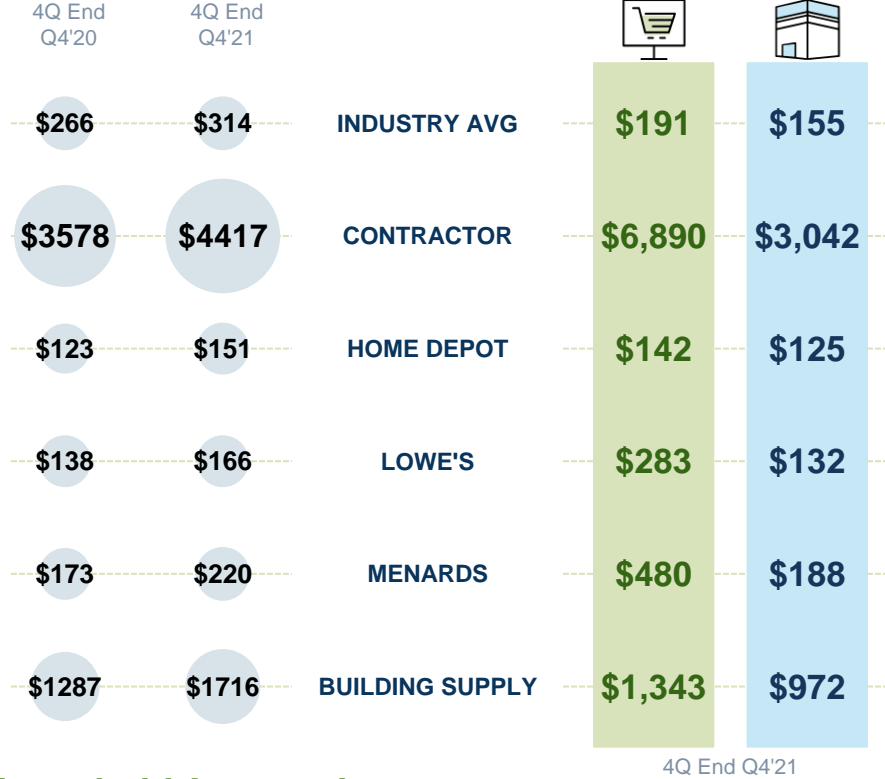 4Q End
Q4'20
4Q End
Q4'21
$266 $314 INDUSTRY AVG $191 $155
$3578 $4417 CONTRACTOR $6,890 $3,042
$123 $151 HOME DEPOT $142 $125
$138 $166 LOWE'S $283 $132
$173 $220 MENARDS $480 $188
$1287 $1716 BUILDING SUPPLY $1,343 $972
4Q End Q4'21